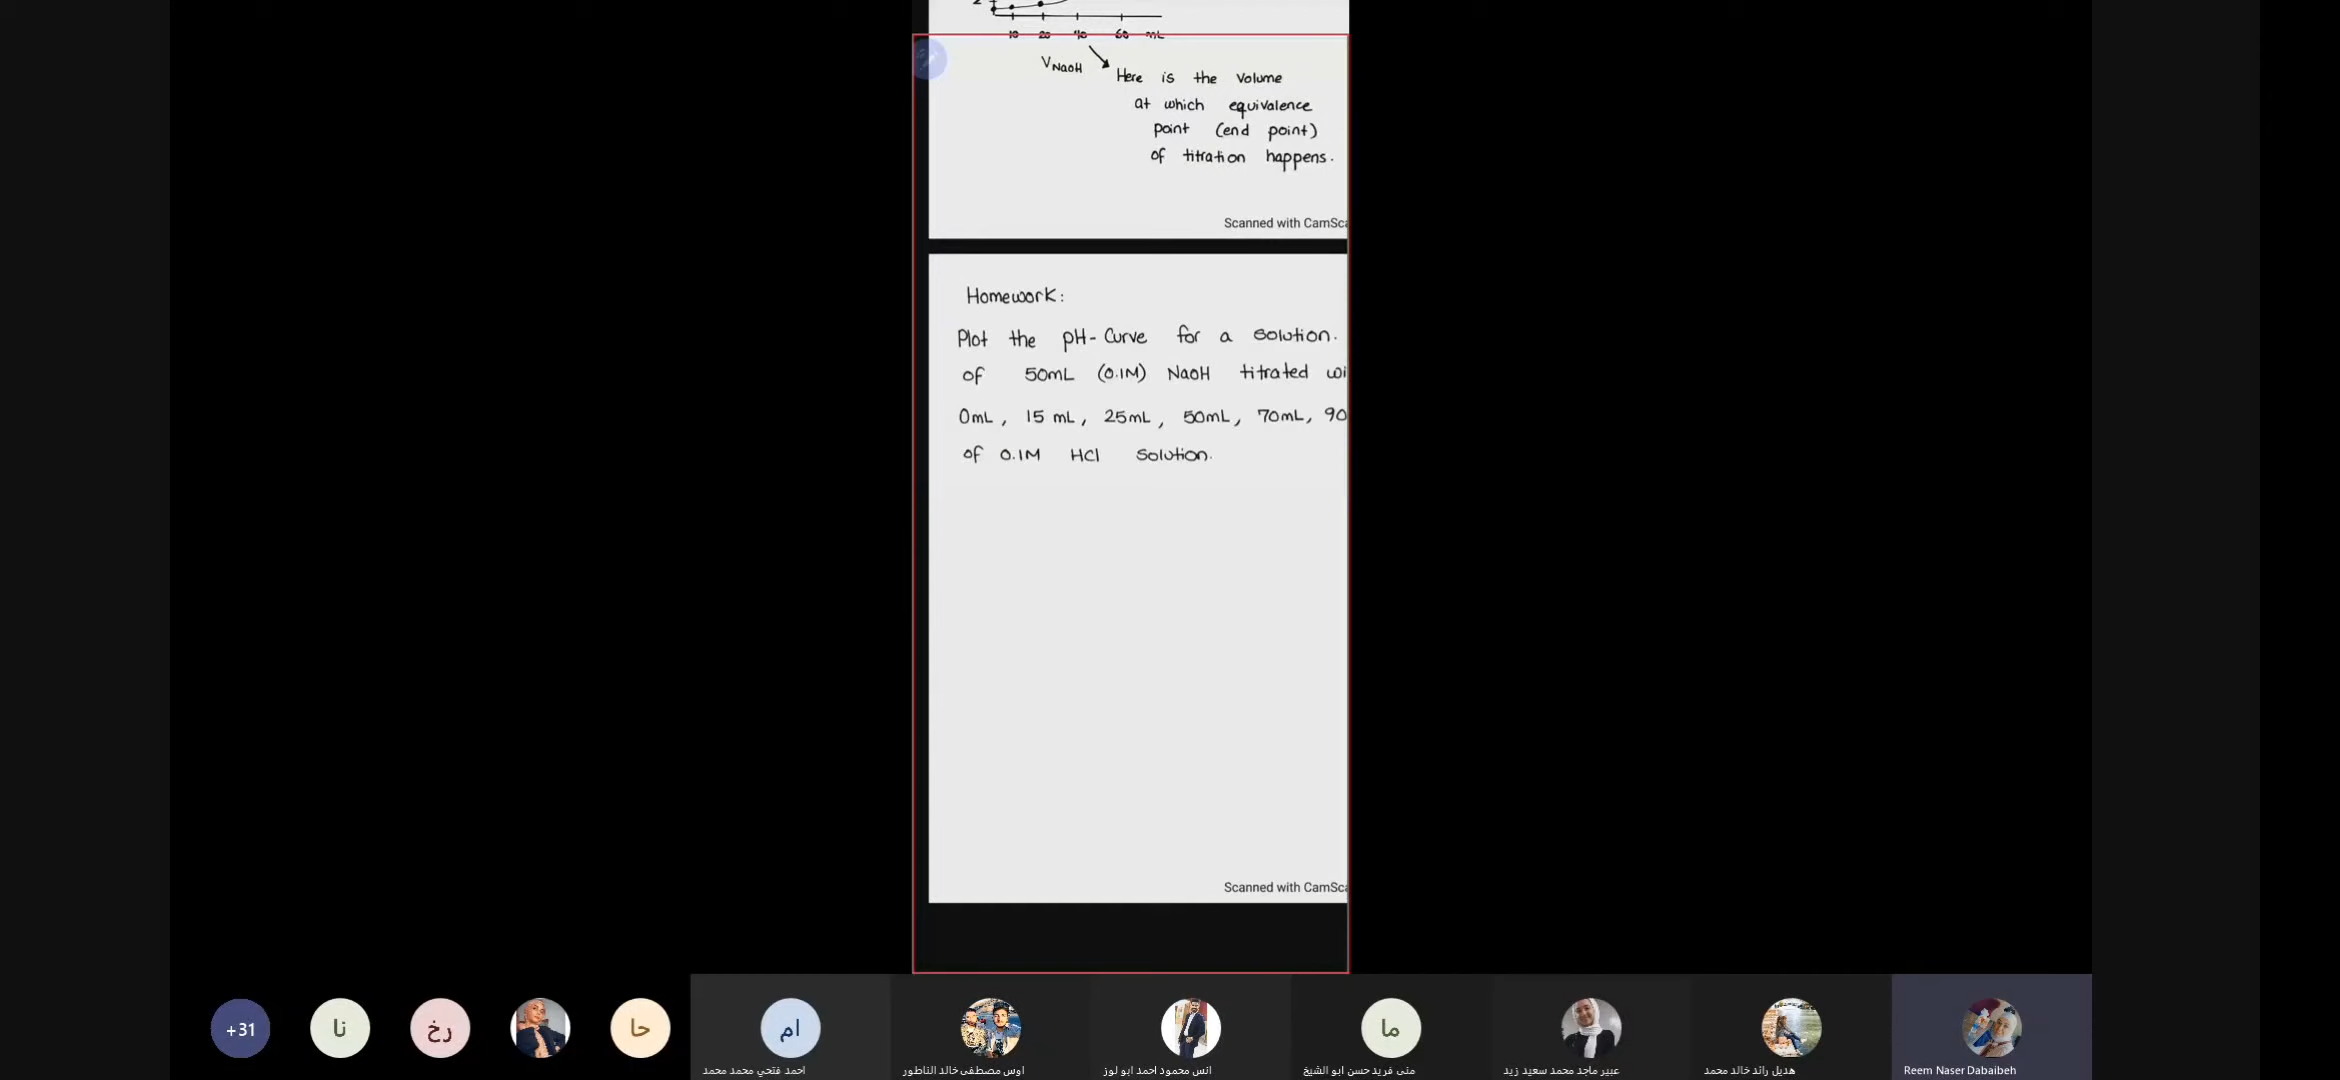 2
10 20 40 60 mL
VNaOH
Here is the volume
at which equivalence
point (end point)
of titration happens.
Scanned with CamSca
Homework:
Plot the pH-Curve for a solution.
of 50mL (0.1M) NaOH titrated wi
0mL, 15 mL, 25mL, 50mL, 70mL, 90
of 0.1M HCl Solution.
Scanned with CamSca
+31
نا
رخ
حا
ام
ما
احمد فتحي محمد محمد
اوس مصطفى خالد الناطور
انس محمود احمد ابو لوز
منى فريد حسن ابو الشيخ
عبير ماجد محمد سعيد زيد
هديل رائد خالد محمد
Reem Naser Dabaibeh